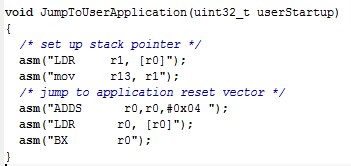 void JumpToUserApplication(uint32_t userStartup)
{
  /* set up stack pointer */
  asm("LDR     r1, [r0]");
  asm("mov     r13, r1");
  /* jump to application reset vector */
  asm("ADDS      r0,r0,#0x04 ");
  asm("LDR     r0, [r0]");
  asm("BX      r0");
}